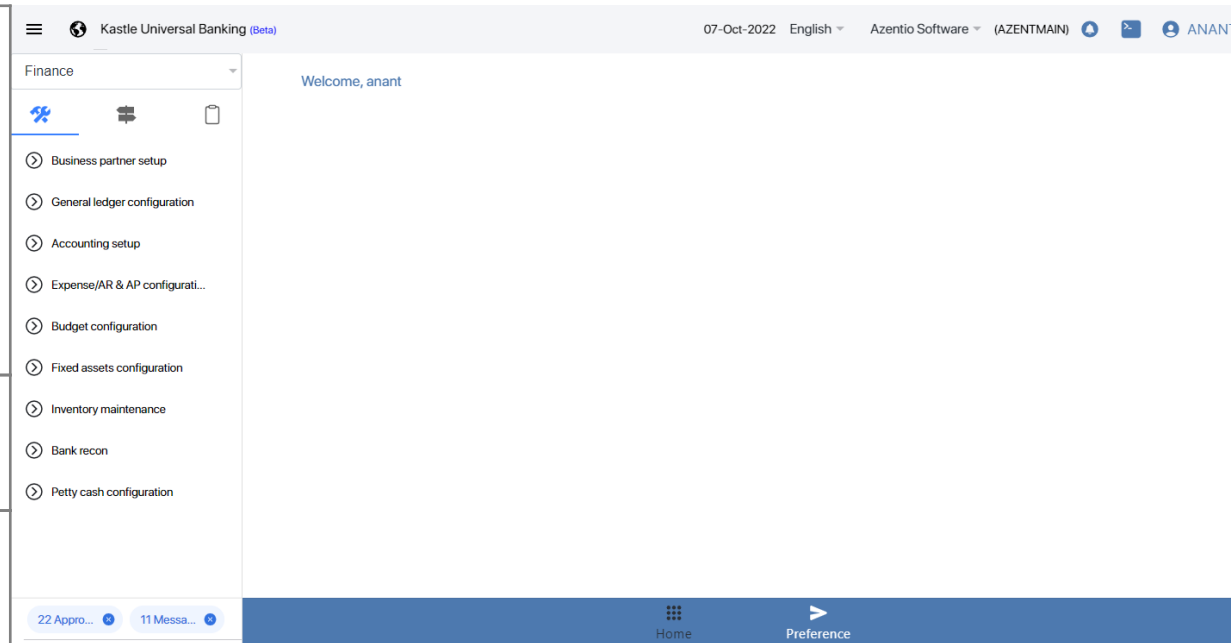 Kastle Universal Banking (Beta) 07-Oct-2022 English Azentio Software (AZENTMAIN) ANANT
Finance
Welcome, anant
Business partner setup
General ledger configuration
Accounting setup
Expense/AR & AP configurati...
Budget configuration
Fixed assets configuration
Inventory maintenance
Bank recon
Petty cash configuration
22 Appro... 11 Messa...
Home Preference